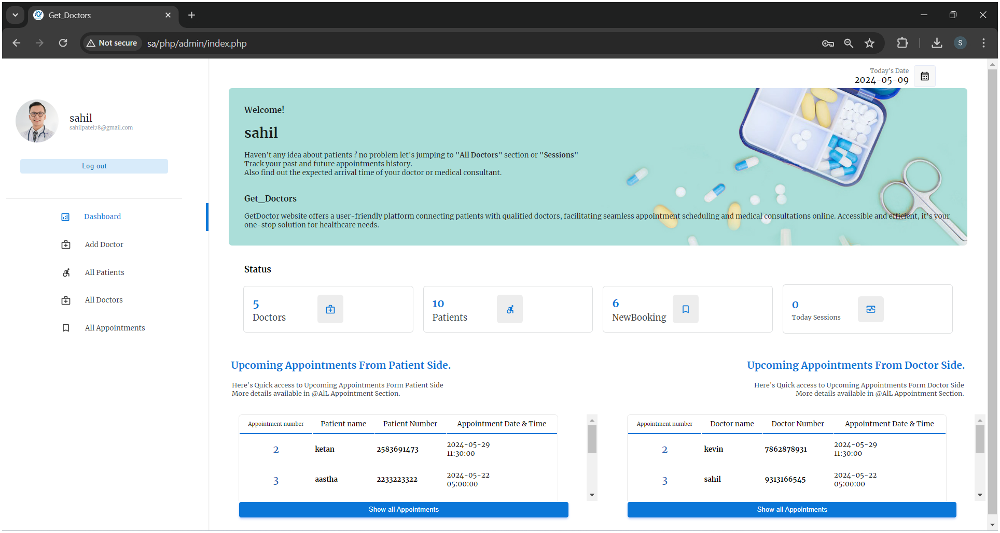 Get_Doctors
Not secure
sa/php/admin/index.php
S
Today's Date
2024-05-09
sahil
sahilpatel78@gmail.com
Log out
Dashboard
Add Doctor
All Patients
All Doctors
All Appointments
Welcome!
sahil
Haven't any idea about patients ? no problem let's jumping to "All Doctors" section or "Sessions"
Track your past and future appointments history.
Also find out the expected arrival time of your doctor or medical consultant.
Get_Doctors
GetDoctor website offers a user-friendly platform connecting patients with qualified doctors, facilitating seamless appointment scheduling and medical consultations online. Accessible and efficient, it's your
one-stop solution for healthcare needs.
Status
5
Doctors
10
Patients
6
NewBooking
0
Today Sessions
Upcoming Appointments From Patient Side.
Here's Quick access to Upcoming Appointments Form Patient Side
More details available in @AlL Appointment Section.
Appointment number Patient name Patient Number Appointment Date & Time
2 ketan 2583691473 2024-05-29
11:30:00
3 aastha 2233223322 2024-05-22
05:00:00
Show all Appointments
Upcoming Appointments From Doctor Side.
Here's Quick access to Upcoming Appointments Form Doctor Side
More details available in @AlL Appointment Section.
Appointment number Doctor name Doctor Number Appointment Date & Time
2 kevin 7862878931 2024-05-29
11:30:00
3 sahil 9313166545 2024-05-22
05:00:00
Show all Appointments